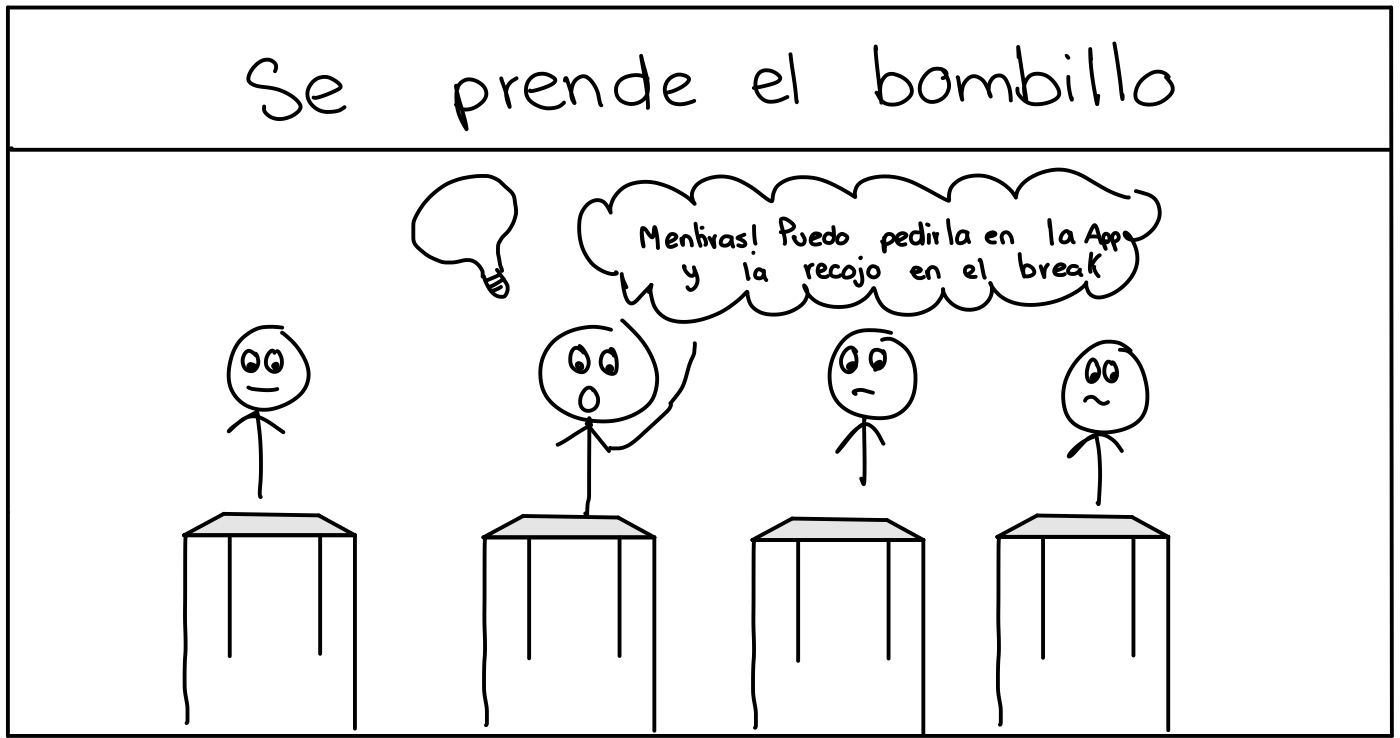 Se prende el bombillo
Mentiras! Puedo pedirla en la App
y la recojo en el break